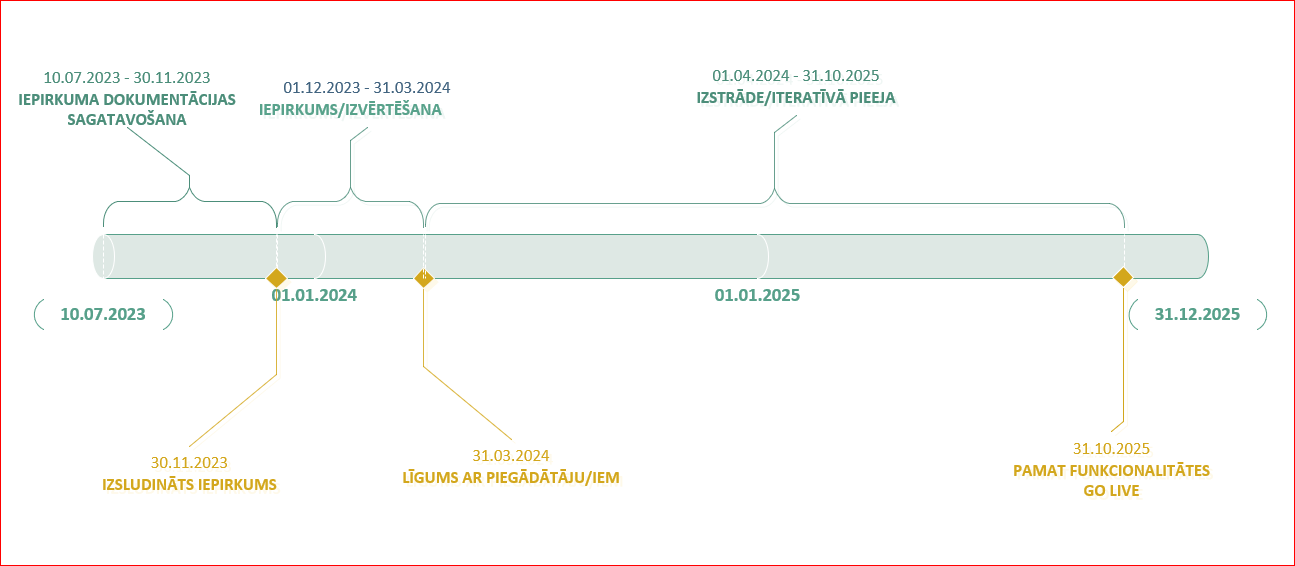 10.07.2023 - 30.11.2023
IEPIRKUMA DOKUMENTĀCIJAS
SAGATAVOŠANA
01.12.2023 - 31.03.2024
IEPIRKUMS/IZVĒRTĒŠANA
01.04.2024 - 31.10.2025
IZSTRĀDE/ITERATĪVĀ PIEEJA
10.07.2023
01.01.2024
01.01.2025
31.12.2025
30.11.2023
IZSLUDINĀTS IEPIRKUMS
31.03.2024
LĪGUMS AR PIEGĀDĀTĀJU/IEM
31.10.2025
PAMAT FUNKCIONALITĀTES
GO LIVE